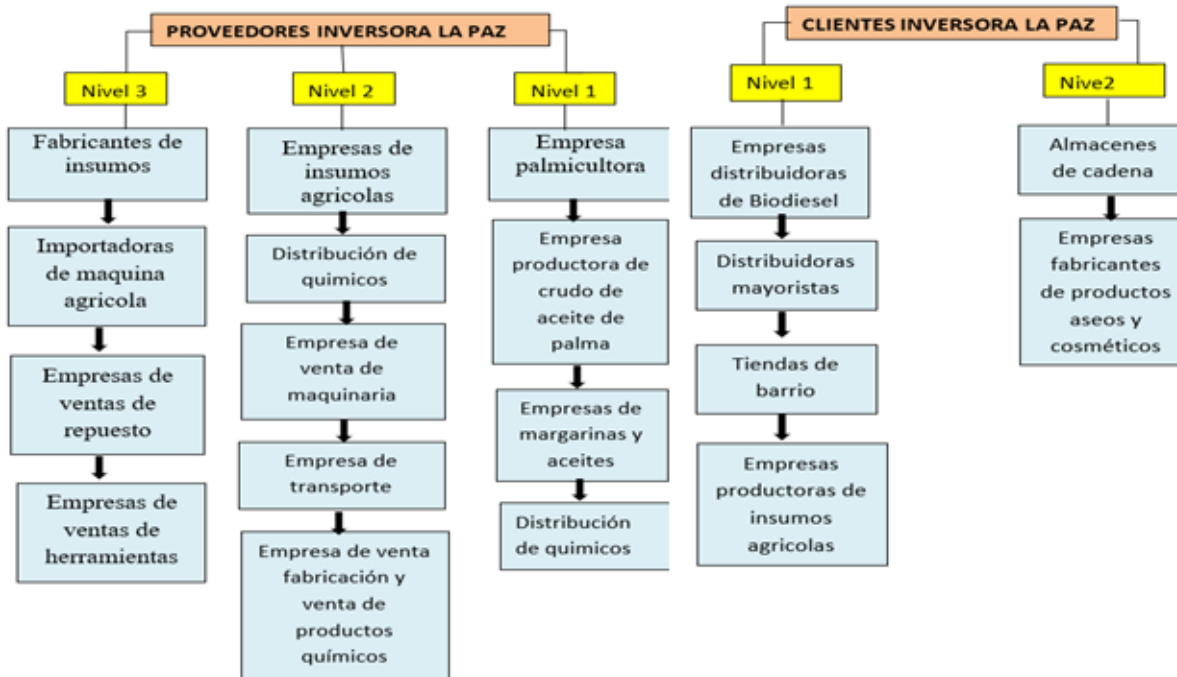 PROVEEDORES INVERSORA LA PAZ
Nivel 3
Fabricantes de
insumos
Importadoras
de maquina
agricola
Empresas de
ventas de
repuesto
Empresas de
ventas de
herramientas
Nivel 2
Empresas de
insumos
agricolas
Distribución de
quimicos
Empresa de
venta de
maquinaria
Empresa de
transporte
Empresa de venta
fabricación y
venta de
productos
químicos
Nivel 1
Empresa
palmicultora
Empresa
productora de
crudo de
aceite de
palma
Empresas de
margarinas y
aceites
Distribución
de quimicos
CLIENTES INVERSORA LA PAZ
Nivel 1
Empresas
distribuidoras
de Biodiesel
Distribuidoras
mayoristas
Tiendas de
barrio
Empresas
productoras de
insumos
agricolas
Nive2
Almacenes
de cadena
Empresas
fabricantes
de productos
aseos y
cosméticos